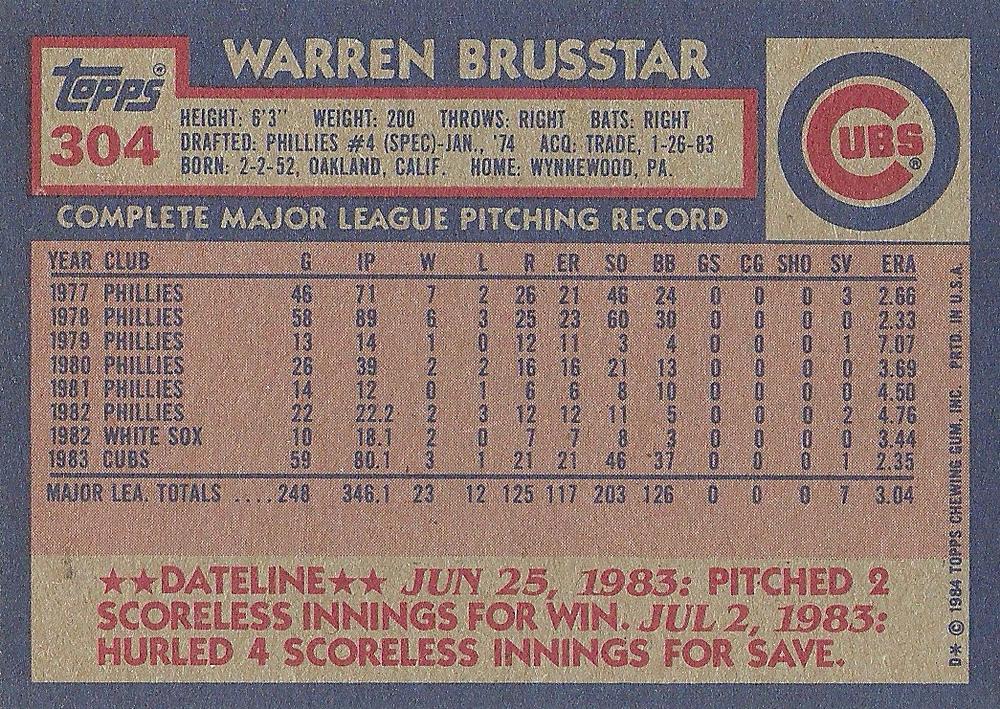 WARREN BRUSSTAR
TOPPS®
304
HEIGHT: 6'3'' WEIGHT: 200 THROWS: RIGHT BATS: RIGHT
DRAFTED: PHILLIES #4 (SPEC)-JAN., '74 ACQ: TRADE, 1-26-83
BORN: 2-2-52, OAKLAND, CALIF. HOME: WYNNEWOOD, PA.
CUBS®
COMPLETE MAJOR LEAGUE PITCHING RECORD
YEAR CLUB G IP W L R ER SO BB GS CG SHO SV ERA
1977 PHILLIES 46 71 7 2 26 21 46 24 0 0 0 3 2.66
1978 PHILLIES 58 89 6 3 25 23 60 30 0 0 0 0 2.33
1979 PHILLIES 13 14 1 0 12 11 3 4 0 0 0 1 7.07
1980 PHILLIES 26 39 2 2 16 16 21 13 0 0 0 0 3.69
1981 PHILLIES 14 12 0 1 6 6 8 10 0 0 0 0 4.50
1982 PHILLIES 22 22.2 2 3 12 12 11 5 0 0 0 2 4.76
1982 WHITE SOX 10 18.1 2 0 7 7 8 3 0 0 0 0 3.44
1983 CUBS 59 80.1 3 1 21 21 46 37 0 0 0 1 2.35
MAJOR LEA. TOTALS ....248 346.1 23 12 125 117 203 126 0 0 0 7 3.04
★★DATELINE★★ JUN 25, 1983: PITCHED 2
SCORELESS INNINGS FOR WIN. JUL 2, 1983:
HURLED 4 SCORELESS INNINGS FOR SAVE.
D* © 1984 TOPPS CHEWING GUM, INC. PRTD. IN U.S.A.